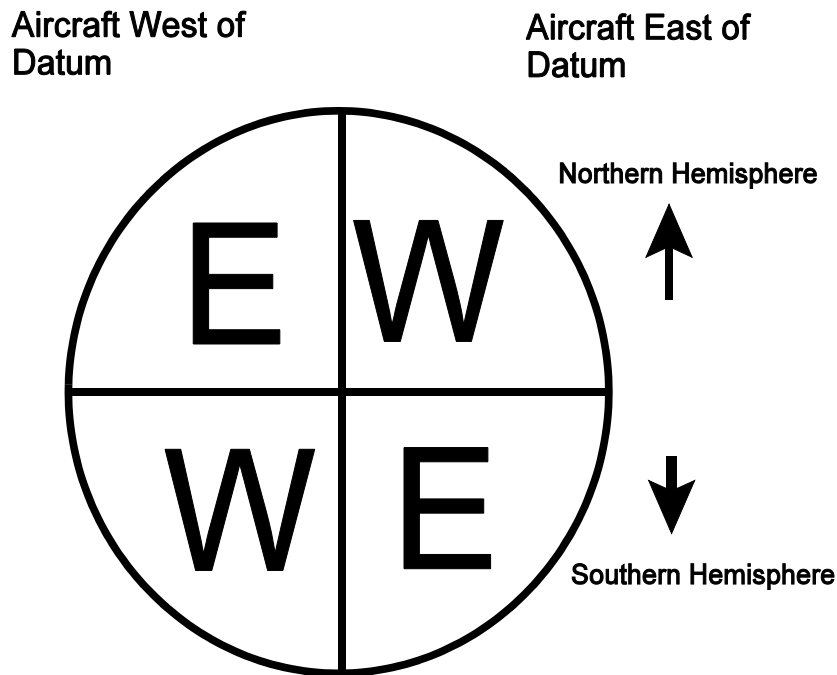 Aircraft West of
Datum
Aircraft East of
Datum
Northern Hemisphere
E W
W E
Southern Hemisphere